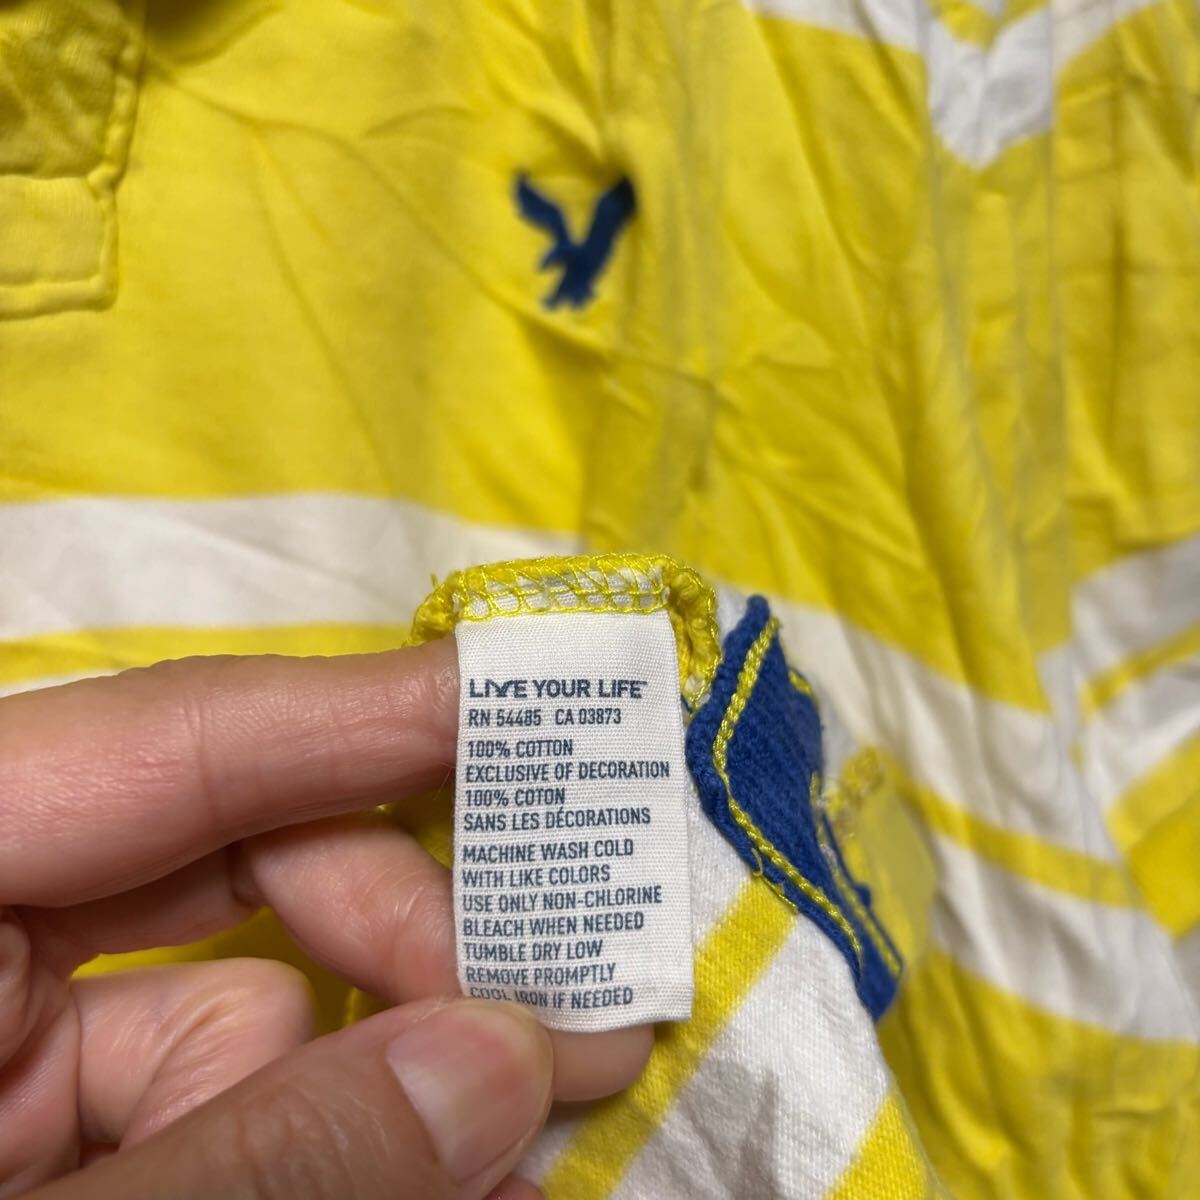 LIVE YOUR LIFE™
RN 54485 CA 03873
100% COTTON
EXCLUSIVE OF DECORATION
100% COTON
SANS LES DÉCORATIONS
MACHINE WASH COLD
WITH LIKE COLORS
USE ONLY NON-CHLORINE
BLEACH WHEN NEEDED
TUMBLE DRY LOW
REMOVE PROMPTLY
COOL IRON IF NEEDED